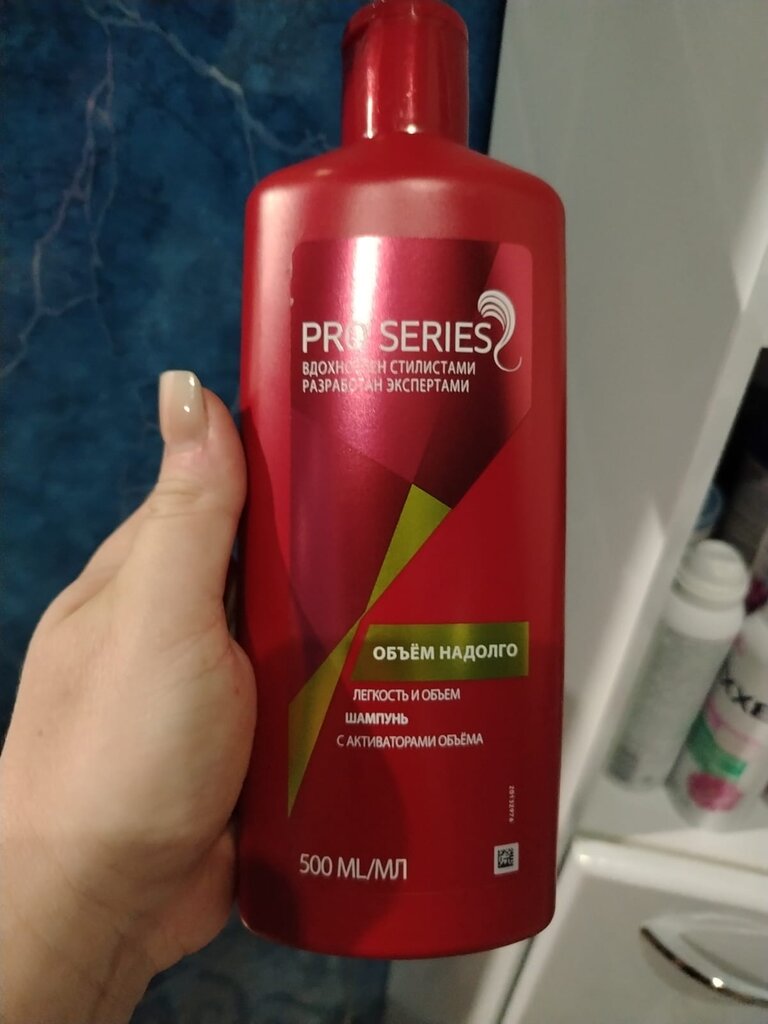 PRO SERIES
ВДОХНОВЛЕН СТИЛИСТАМИ
РАЗРАБОТАН ЭКСПЕРТАМИ
ОБЪЁМ НАДОЛГО
ЛЕГКОСТЬ И ОБЪЕМ
ШАМПУНЬ
С АКТИВАТОРАМИ ОБЪЁМА
500 ML/МЛ